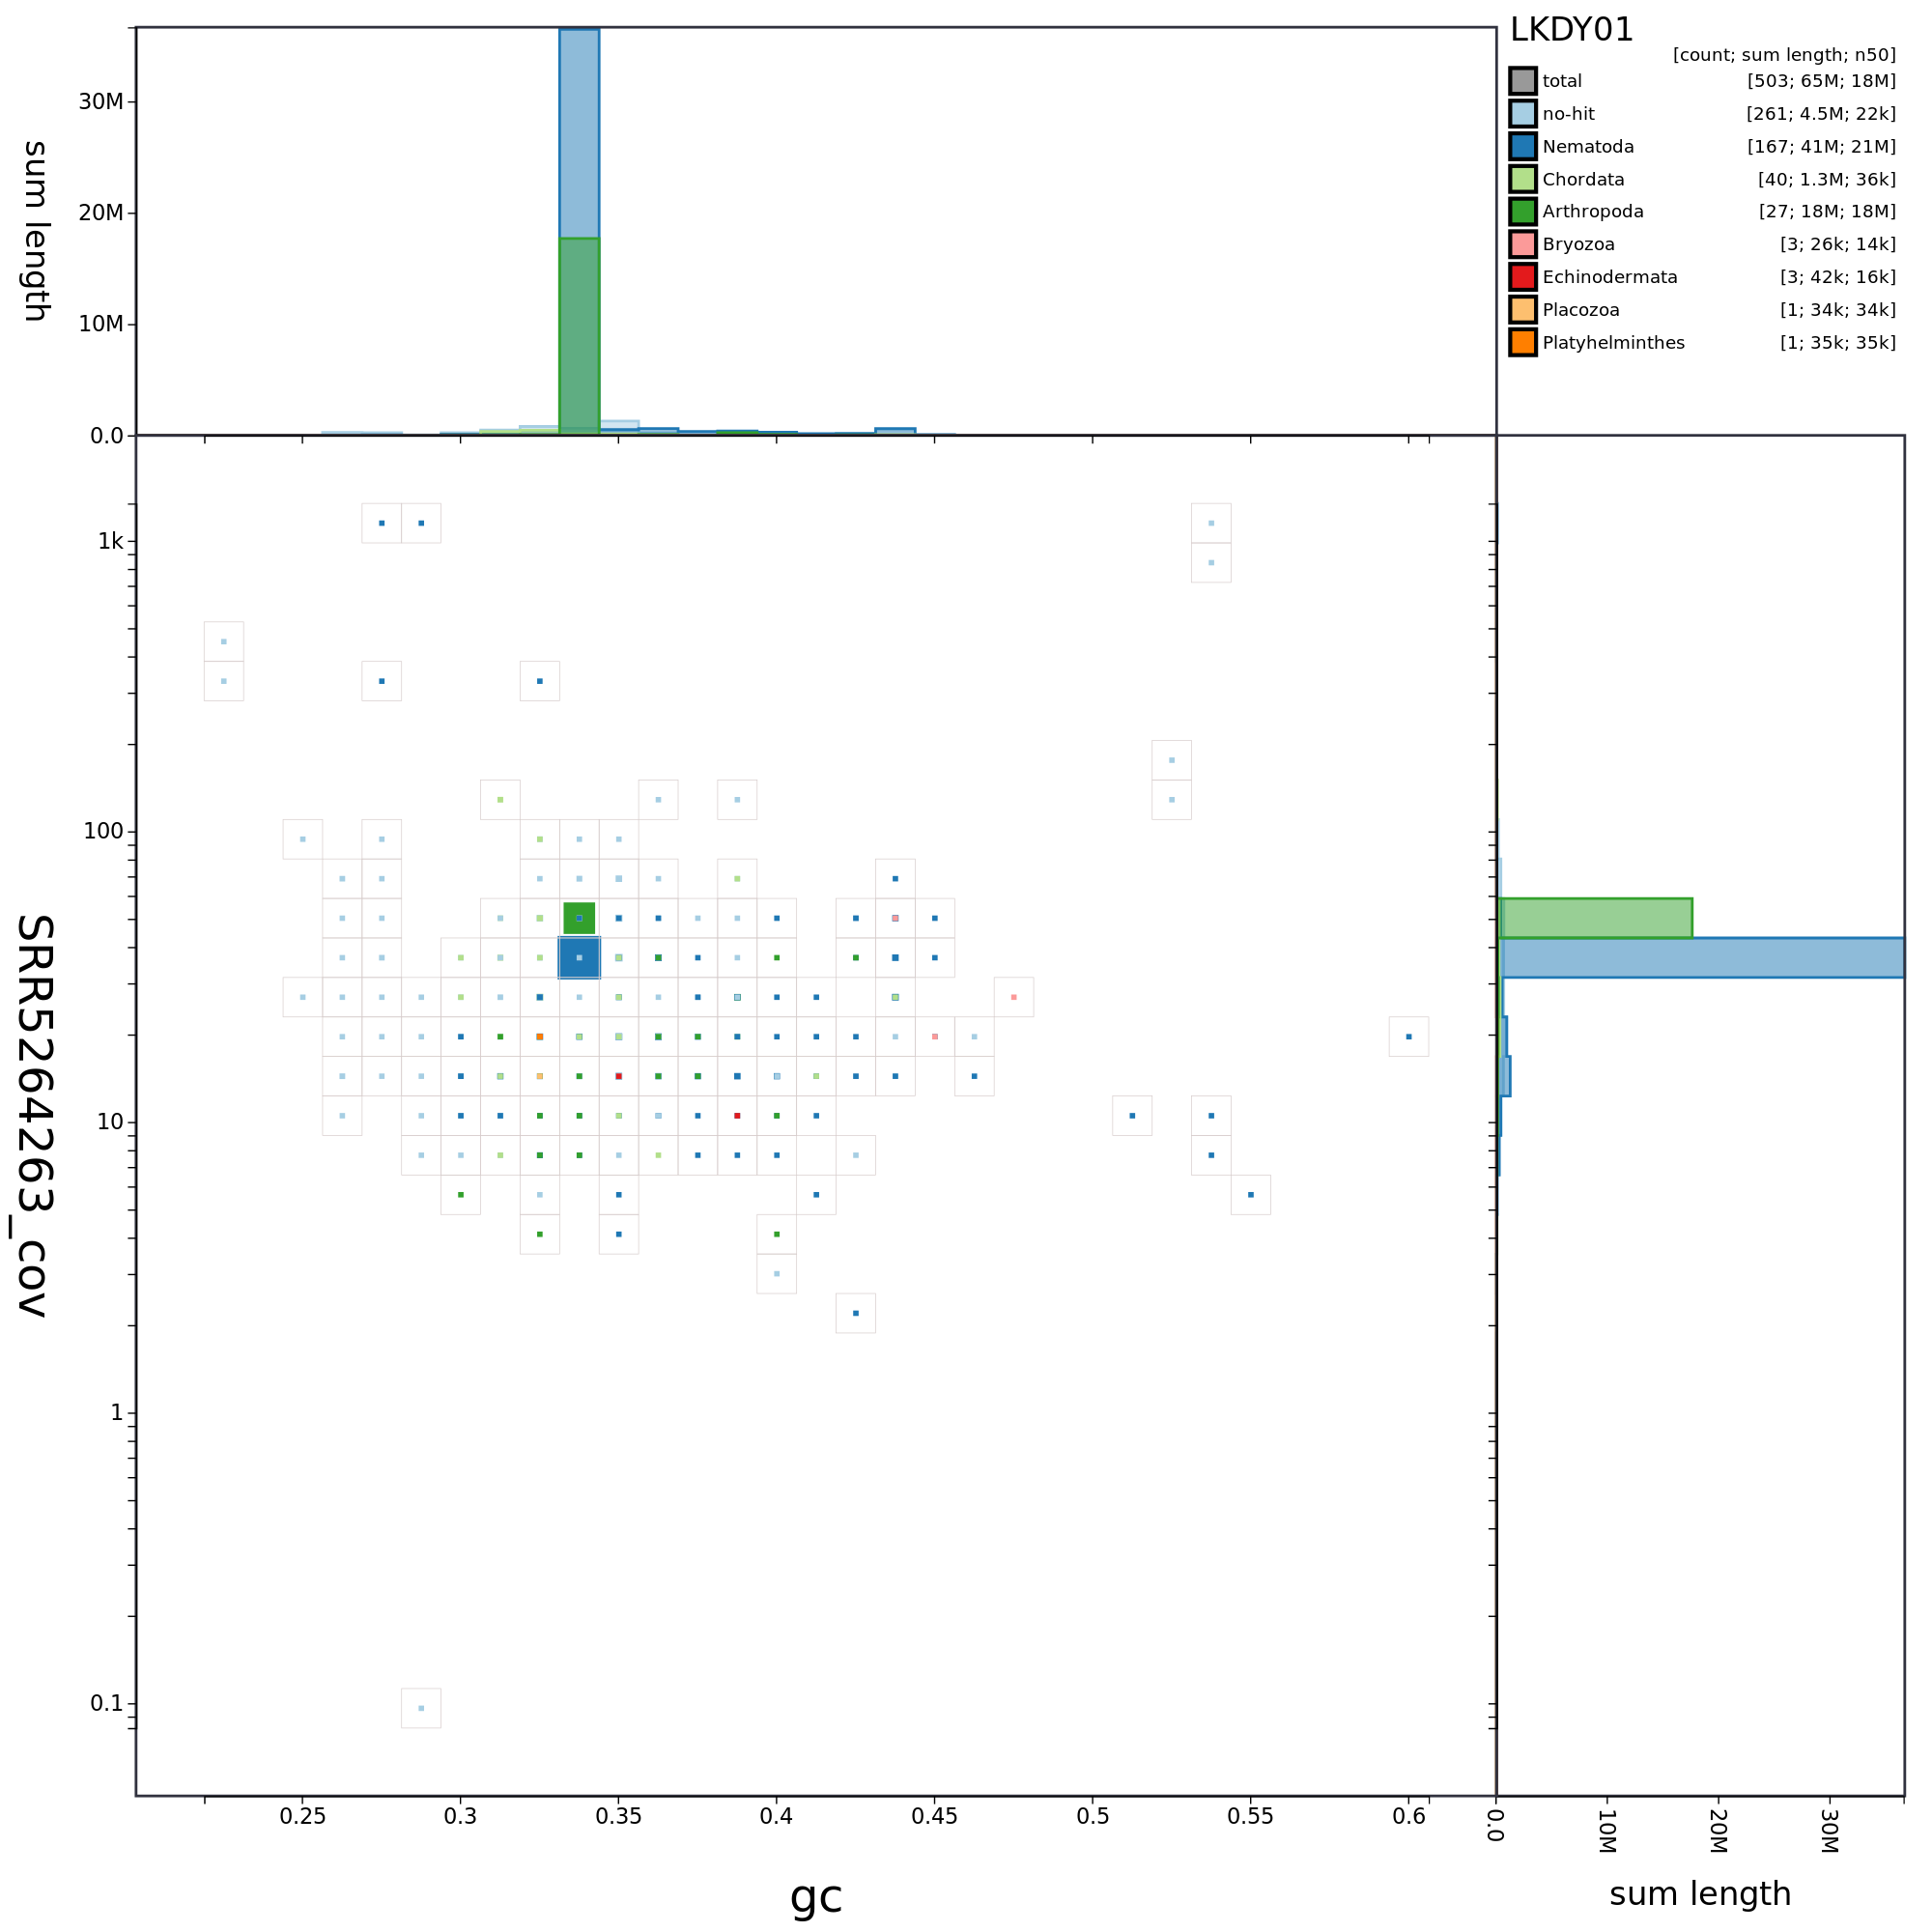 LKDY01
[count; sum length; n50]
total [503; 65M; 18M]
no-hit [261; 4.5M; 22k]
Nematoda [167; 41M; 21M]
Chordata [40; 1.3M; 36k]
Arthropoda [27; 18M; 18M]
Bryozoa [3; 26k; 14k]
Echinodermata [3; 42k; 16k]
Placozoa [1; 34k; 34k]
Platyhelminthes [1; 35k; 35k]
sum length
30M
20M
10M
0.0
SRR5264263_cov
1k
100
10
1
0.1
0.25 0.3 0.35 0.4 0.45 0.5 0.55 0.6
gc
0.0 10M 20M 30M
sum length